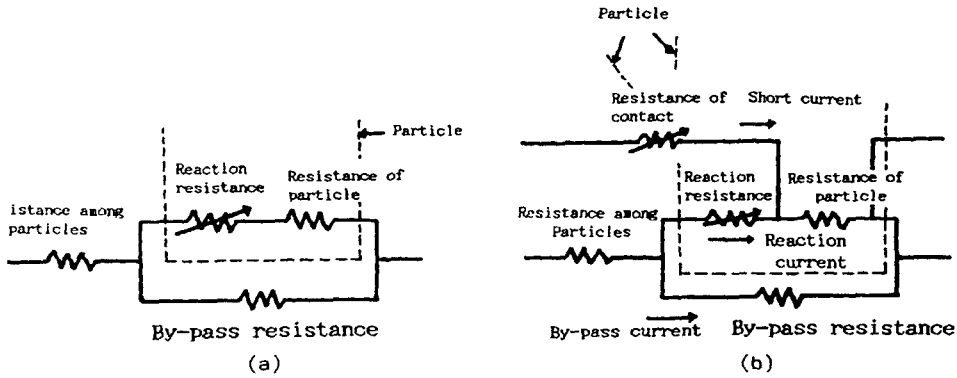 Particle
Reaction
resistance
Resistance of
particle
istance among
particles
By-pass resistance
(a)
Particle
Resistance of
contact
Short current
Reaction
resistance
Resistance of
particle
Resistance among
Particles
Reaction
current
By-pass current
By-pass resistance
(b)